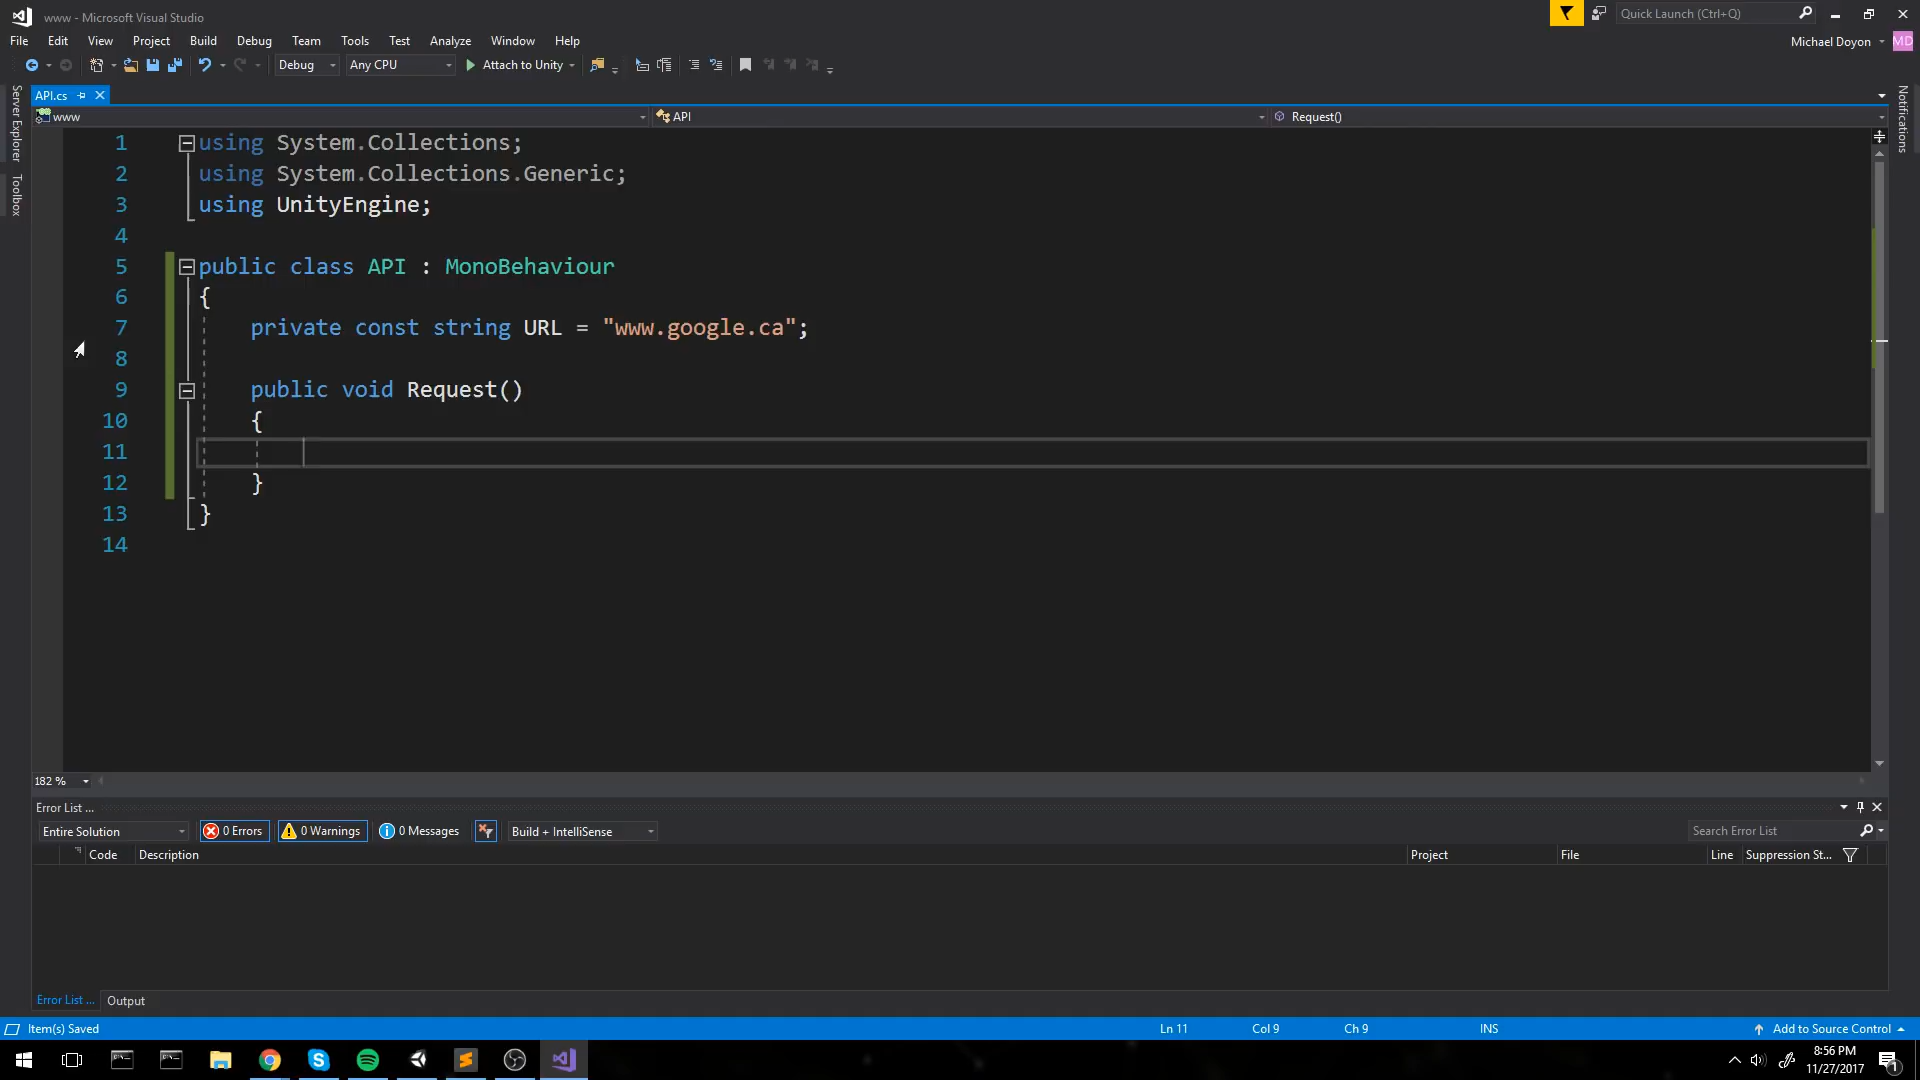 www - Microsoft Visual Studio
Quick Launch (Ctrl+Q)
File Edit View Project Build Debug Team Tools Test Analyze Window Help
Michael Doyon MD
Debug Any CPU Attach to Unity
Server Explorer
Toolbox
Notifications
API.cs
www API Request()
1 using System.Collections;
2 using System.Collections.Generic;
3 using UnityEngine;
4
5 public class API : MonoBehaviour
6 {
7 private const string URL = "www.google.ca";
8
9 public void Request()
10 {
11
12 }
13 }
14
182 %
Error List ...
Entire Solution 0 Errors 0 Warnings 0 Messages Build + IntelliSense Search Error List
Code Description Project File Line Suppression St...
Error List ... Output
Item(s) Saved Ln 11 Col 9 Ch 9 INS Add to Source Control
8:56 PM
11/27/2017
1